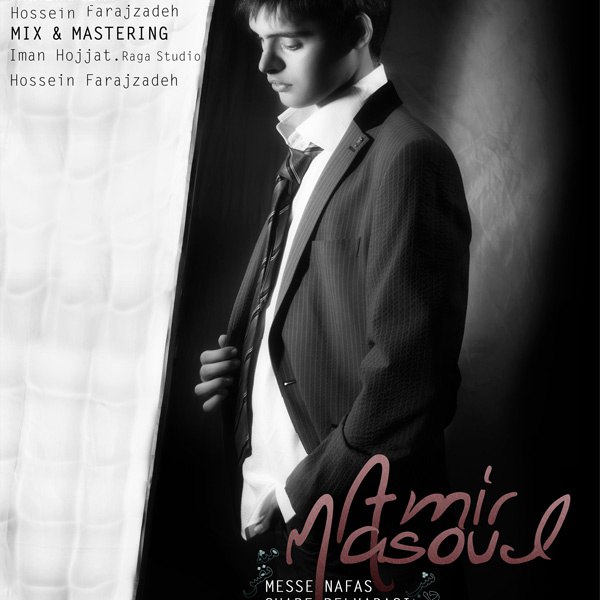 Hossein Farajzadeh
MIX & MASTERING
Iman Hojjat.Raga Studio
Hossein Farajzadeh
Amir
Masoud
MESSE NAFAS